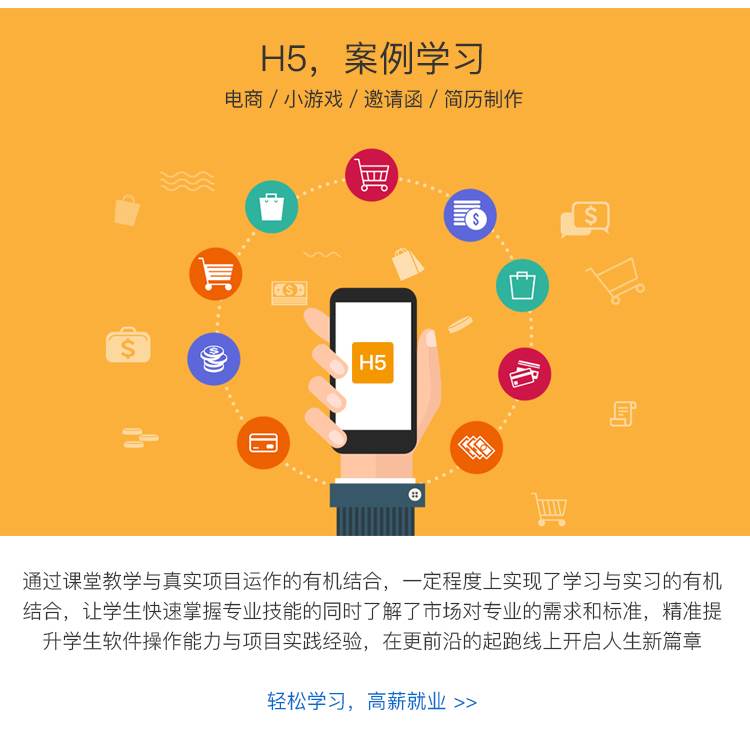 H5，案例学习
电商 / 小游戏 / 邀请函 / 简历制作
$
$
$
$
H5
通过课堂教学与真实项目运作的有机结合，一定程度上实现了学习与实习的有机
结合，让学生快速掌握专业技能的同时了解了市场对专业的需求和标准，精准提
升学生软件操作能力与项目实践经验，在更前沿的起跑线上开启人生新篇章
轻松学习，高薪就业 >>